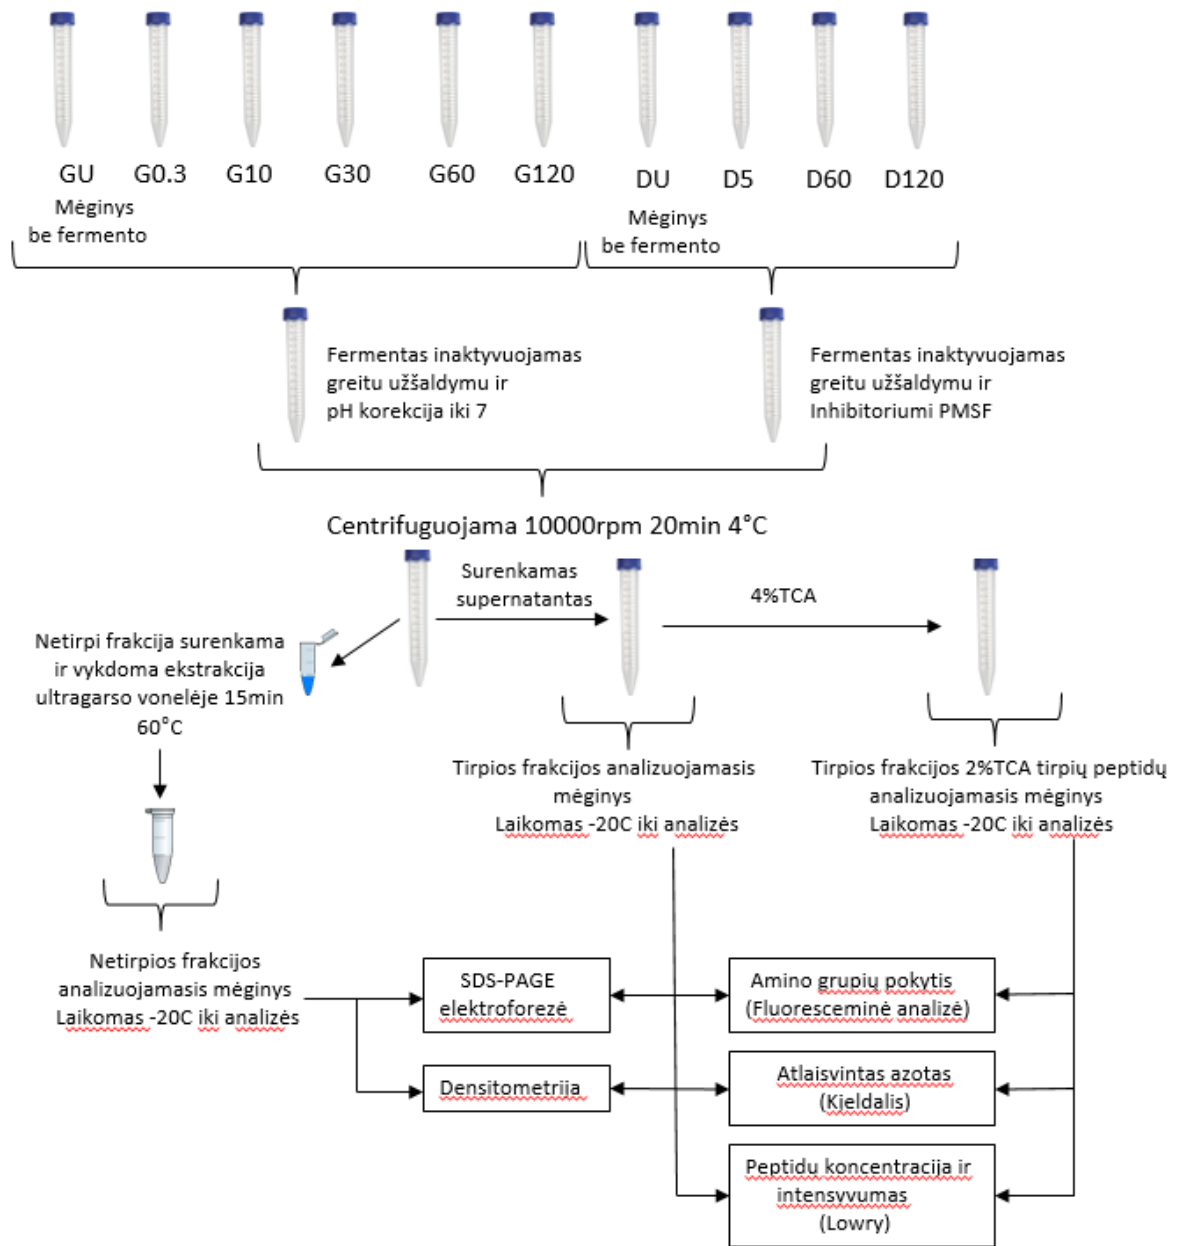 GU
G0.3
G10
G30
G60
G120
DU
D5
D60
D120
Mėginys
be fermento
Mėginys
be fermento
Fermentas inaktyvuojamas
greitu užšaldymu ir
pH korekcija iki 7
Fermentas inaktyvuojamas
greitu užšaldymu ir
Inhibitoriumi PMSF
Centrifuguojama 10000rpm 20min 4°C
Surenkamas
supernatantas
4%TCA
Netirpi frakcija surenkama
ir vykdoma ekstrakcija
ultragarso vonelėje 15min
60°C
Tirpios frakcijos analizuojamasis
mėginys
Laikomas -20C iki analizės
Tirpios frakcijos 2%TCA tirpių peptidų
analizuojamasis mėginys
Laikomas -20C iki analizės
Netirpios frakcijos
analizuojamasis mėginys
Laikomas -20C iki analizės
SDS-PAGE
elektroforezė
Densitometrija
Amino grupių pokytis
(Fluoresceminė analizė)
Atlaisvintas azotas
(Kjeldalis)
Peptidų koncentracija ir
intensyvumas
(Lowry)